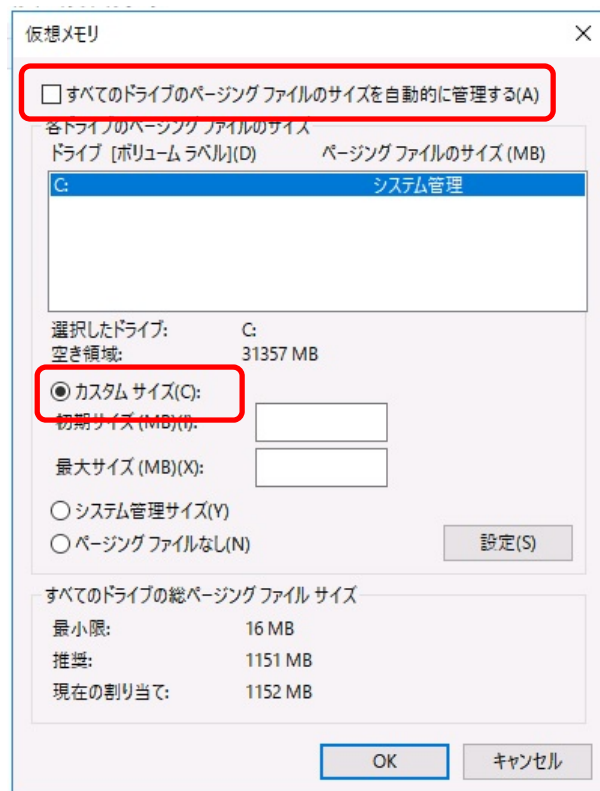 仮想メモリ
すべてのドライブのページング ファイルのサイズを自動的に管理する(A)
各ドライブのページング ファイルのサイズ
ドライブ [ボリューム ラベル](D) ページング ファイルのサイズ (MB)
C: システム管理
選択したドライブ: C:
空き領域: 31357 MB
カスタム サイズ(C):
初期サイズ (MB)(I):
最大サイズ (MB)(X):
システム管理サイズ(Y)
ページング ファイルなし(N) 設定(S)
すべてのドライブの総ページング ファイル サイズ
最小限: 16 MB
推奨: 1151 MB
現在の割り当て: 1152 MB
OK キャンセル